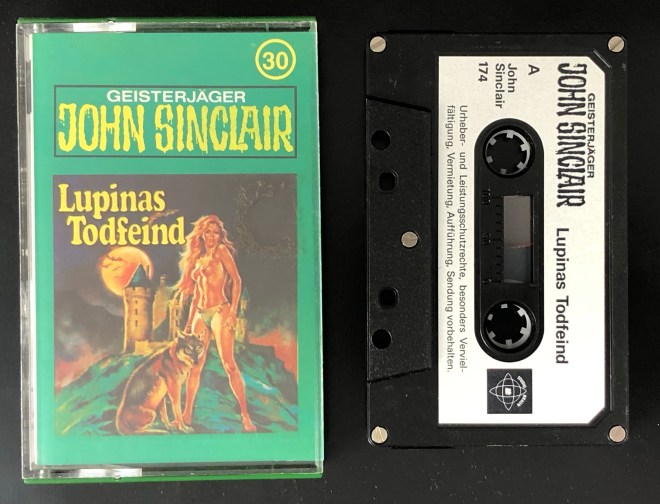 30
GEISTERJÄGER
JOHN SINCLAIR
Lupinas
Todfeind
GEISTERJÄGER
JOHN SINCLAIR
Lupinas Todfeind
A
John
Sinclair
174
Urheber- und Leistungsschutzrechte, besonders Verviel-
fältigung, Vermietung, Aufführung, Sendung vorbehalten.